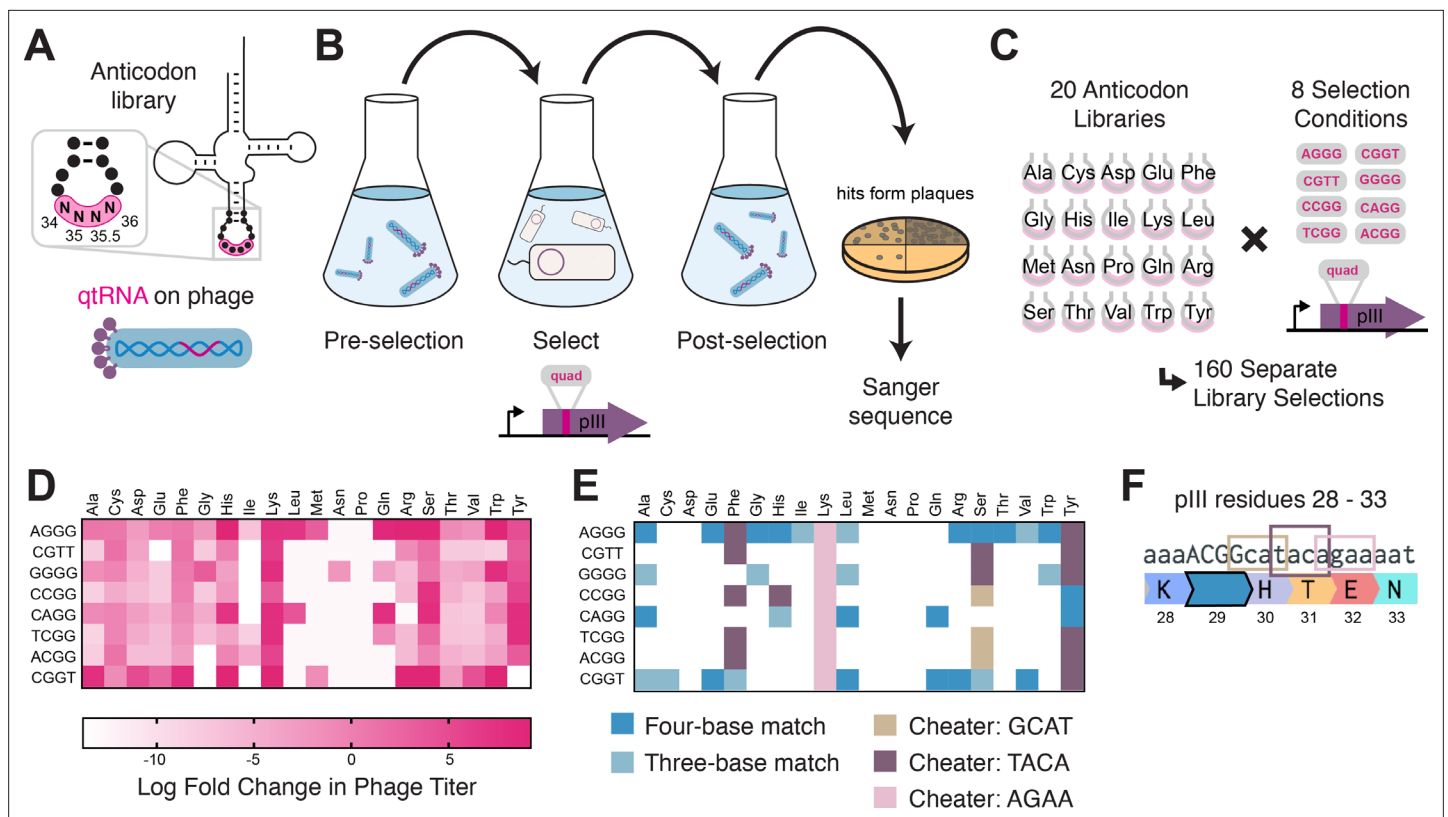 A
Anticodon
library
N
N
N
N
34
35
35.5
36
qtRNA on phage
B
Pre-selection
Select
quad
pIII
Post-selection
hits form plaques
Sanger
sequence
C
20 Anticodon
Libraries
Ala Cys Asp Glu Phe
Gly His Ile Lys Leu
Met Asn Pro Gln Arg
Ser Thr Val Trp Tyr
8 Selection
Conditions
AGGG CGGT
CGTT GGGG
CCGG CAGG
TCGG ACGG
quad
pIII
160 Separate
Library Selections
D
Ala Cys Asp Glu Phe Gly His Ile Lys Leu Met Asn Pro Gln Arg Ser Thr Val Trp Tyr
AGGG
CGTT
GGGG
CCGG
CAGG
TCGG
ACGG
CGGT
-10 -5 0 5
Log Fold Change in Phage Titer
E
Ala Cys Asp Glu Phe Gly His Ile Lys Leu Met Asn Pro Gln Arg Ser Thr Val Trp Tyr
AGGG
CGTT
GGGG
CCGG
CAGG
TCGG
ACGG
CGGT
Four-base match
Three-base match
Cheater: GCAT
Cheater: TACA
Cheater: AGAA
F
pIII residues 28 - 33
aaaACGGcatacagaaaat
K H T E N
28 29 30 31 32 33